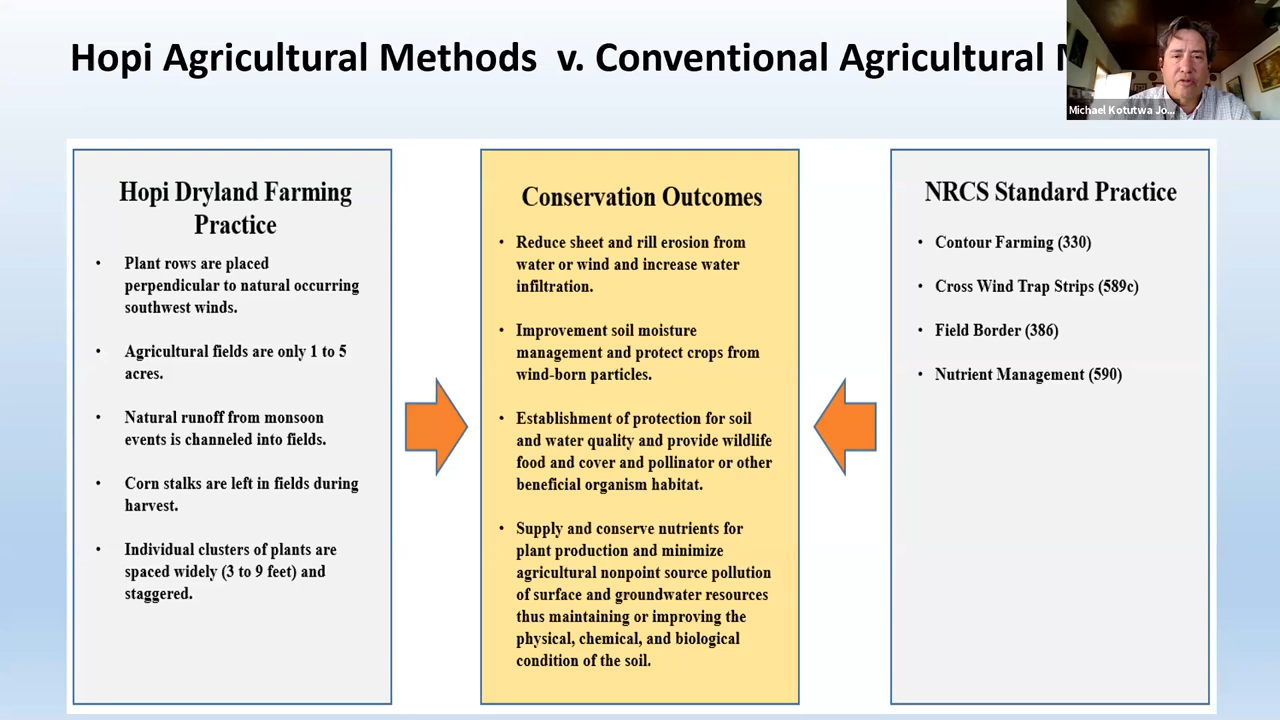 Hopi Agricultural Methods v. Conventional Agricultural
Michael Kotutwa Jo...
Hopi Dryland Farming
Practice
• Plant rows are placed
perpendicular to natural occurring
southwest winds.
• Agricultural fields are only 1 to 5
acres.
• Natural runoff from monsoon
events is channeled into fields.
• Corn stalks are left in fields during
harvest.
• Individual clusters of plants are
spaced widely (3 to 9 feet) and
staggered.
Conservation Outcomes
• Reduce sheet and rill erosion from
water or wind and increase water
infiltration.
• Improvement soil moisture
management and protect crops from
wind-born particles.
• Establishment of protection for soil
and water quality and provide wildlife
food and cover and pollinator or other
beneficial organism habitat.
• Supply and conserve nutrients for
plant production and minimize
agricultural nonpoint source pollution
of surface and groundwater resources
thus maintaining or improving the
physical, chemical, and biological
condition of the soil.
NRCS Standard Practice
• Contour Farming (330)
• Cross Wind Trap Strips (589c)
• Field Border (386)
• Nutrient Management (590)